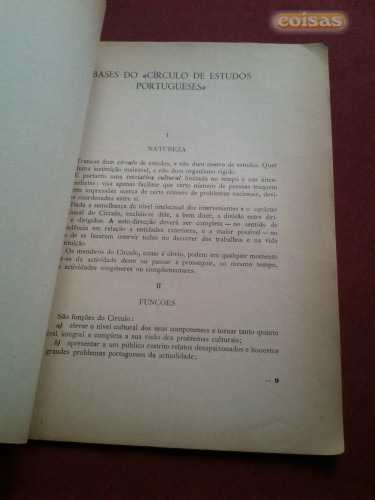 coisas
BASES DO «CÍRCULO DE ESTUDOS
PORTUGUESES»
I
NATUREZA
Trata-se dum círculo de estudos, e não dum centro de estudos. Quer
uma instituição maleável, e não dum organismo rígido.
É, portanto uma iniciativa cultural limitada no tempo e nas inten
mediatas: visa apenas facilitar que certo número de pessoas troquem
impressões acerca de certo número de problemas nacionais, devi
coordenados entre si.
Dada a semelhança do nível intelectual dos intervenientes e o carácter
do Círculo, excluiu-se dele, a bem dizer, a divisão entre diri
e dirigidos. A auto-direcção deverá ser completa — no sentido de
em relação a entidades exteriores, e a maior possível — no
de se fazerem intervir todos no decorrer dos trabalhos e na vida
tituição.
Os membros do Círculo, como é óbvio, podem em qualquer momento
de actividade dele ou passar a prosseguir, ao mesmo tempo,
actividades congéneres ou complementares.
II
FUNÇÕES
São funções do Círculo:
a) elevar o nível cultural dos seus componentes e tornar tanto quanto
ível integral e completa a sua visão dos problemas culturais;
b) apresentar a um público restrito relatos desapaixonados e honestos
grandes problemas portugueses da actualidade;
— 9